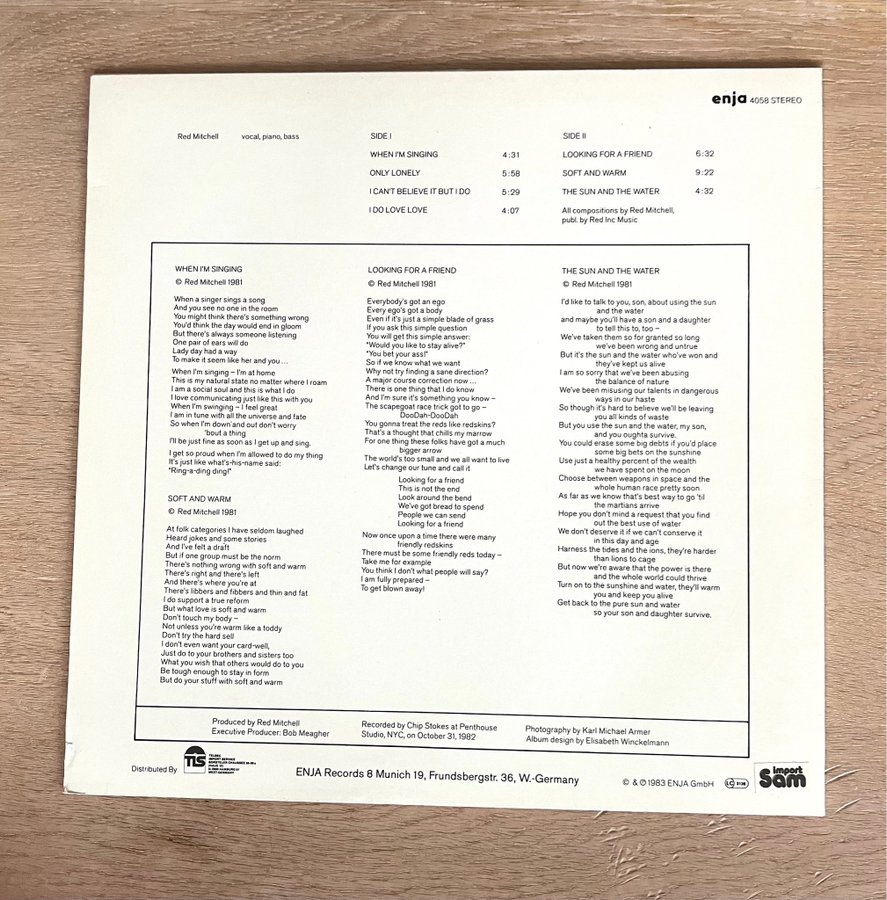 enja 4058 STEREO
Red Mitchell vocal, piano, bass
SIDE I
WHEN I'M SINGING 4:31
ONLY LONELY 5:58
I CAN'T BELIEVE IT BUT I DO 5:29
I DO LOVE LOVE 4:07
SIDE II
LOOKING FOR A FRIEND 6:32
SOFT AND WARM 9:22
THE SUN AND THE WATER 4:32
All compositions by Red Mitchell,
publ. by Red Inc Music
WHEN I'M SINGING
© Red Mitchell 1981
When a singer sings a song
And you see no one in the room
You might think there's something wrong
You'd think the day would end in gloom
But there's always someone listening
One pair of ears will do
Lady day had a way
To make it seem like her and you...
When I'm singing – I'm at home
This is my natural state no matter where I roam
I am a social soul and this is what I do
I love communicating just like this with you
When I'm swinging – I feel great
I am in tune with all the universe and fate
So when I'm down and out don't worry
'bout a thing
I'll be just fine as soon as I get up and sing.
I get so proud when I'm allowed to do my thing
It's just like what's-his-name said:
"Ring-a-ding ding!"
SOFT AND WARM
© Red Mitchell 1981
At folk categories I have seldom laughed
Heard jokes and some stories
And I've felt a draft
But if one group must be the norm
There's nothing wrong with soft and warm
There's right and there's left
And there's where you're at
There's libbers and fibbers and thin and fat
I do support a true reform
But what love is soft and warm
Don't touch my body –
Not unless you're warm like a toddy
Don't try the hard sell
I don't even want your card-well,
Just do to your brothers and sisters too
What you wish that others would do to you
Be tough enough to stay in form
But do your stuff with soft and warm
LOOKING FOR A FRIEND
© Red Mitchell 1981
Everybody's got an ego
Every ego's got a body
Even if it's just a simple blade of grass
If you ask this simple question
You will get this simple answer:
"Would you like to stay alive?"
"You bet your ass!"
So if we know what we want
Why not try finding a sane direction?
A major course correction now...
There is one thing that I do know
And I'm sure it's something you know –
The scapegoat race trick got to go –
DooDah-DooDah
You gonna treat the reds like redskins?
That's a thought that chills my marrow
For one thing these folks have got a much
bigger arrow
The world's too small and we all want to live
Let's change our tune and call it
Looking for a friend
This is not the end
Look around the bend
We've got bread to spend
People we can send
Looking for a friend
Now once upon a time there were many
friendly redskins
There must be some friendly reds today –
Take me for example
You think I don't what people will say?
I am fully prepared –
To get blown away!
THE SUN AND THE WATER
© Red Mitchell 1981
I'd like to talk to you, son, about using the sun
and the water
and maybe you'll have a son and a daughter
to tell this to, too –
We've taken them so for granted so long
we've been wrong and untrue
But it's the sun and the water who've won and
they've kept us alive
I am so sorry that we've been abusing
the balance of nature
We've been misusing our talents in dangerous
ways in our haste
So though it's hard to believe we'll be leaving
you all kinds of waste
But you use the sun and the water, my son,
and you oughta survive.
You could erase some big debts if you'd place
some big bets on the sunshine
Use just a healthy percent of the wealth
we have spent on the moon
Choose between weapons in space and the
whole human race pretty soon
As far as we know that's best way to go 'til
the martians arrive
Hope you don't mind a request that you find
out the best use of water
We don't deserve it if we can't conserve it
in this day and age
Harness the tides and the ions, they're harder
than lions to cage
But now we're aware that the power is there
and the whole world could thrive
Turn on to the sunshine and water, they'll warm
you and keep you alive
Get back to the pure sun and water
so your son and daughter survive.
Produced by Red Mitchell
Executive Producer: Bob Meagher
Recorded by Chip Stokes at Penthouse
Studio, NYC, on October 31, 1982
Photography by Karl Michael Armer
Album design by Elisabeth Winckelmann
Distributed By
TIS
IMPORT SERVICE
WEST GERMANY
ENJA Records 8 Munich 19, Frundsbergstr. 36, W.-Germany
© & ℗ 1983 ENJA GmbH
LC
import
Sam